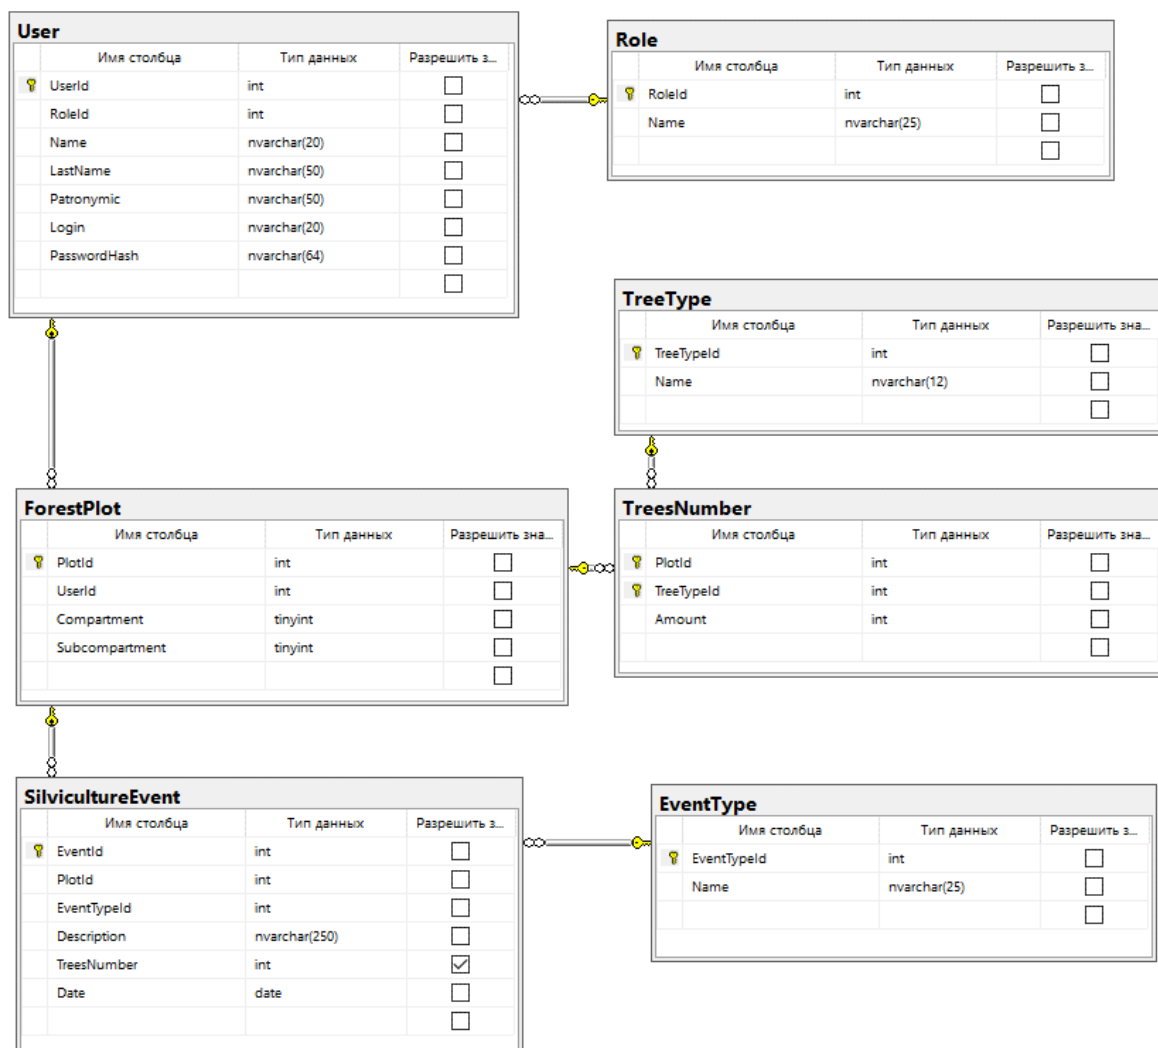 User
Имя столбца Тип данных Разрешить з...
UserId int
RoleId int
Name nvarchar(20)
LastName nvarchar(50)
Patronymic nvarchar(50)
Login nvarchar(20)
PasswordHash nvarchar(64)
Role
Имя столбца Тип данных Разрешить з...
RoleId int
Name nvarchar(25)
TreeType
Имя столбца Тип данных Разрешить зна...
TreeTypeId int
Name nvarchar(12)
ForestPlot
Имя столбца Тип данных Разрешить зна...
PlotId int
UserId int
Compartment tinyint
Subcompartment tinyint
TreesNumber
Имя столбца Тип данных Разрешить зна...
PlotId int
TreeTypeId int
Amount int
SilvicultureEvent
Имя столбца Тип данных Разрешить з...
EventId int
PlotId int
EventTypeId int
Description nvarchar(250)
TreesNumber int
Date date
EventType
Имя столбца Тип данных Разрешить з...
EventTypeId int
Name nvarchar(25)